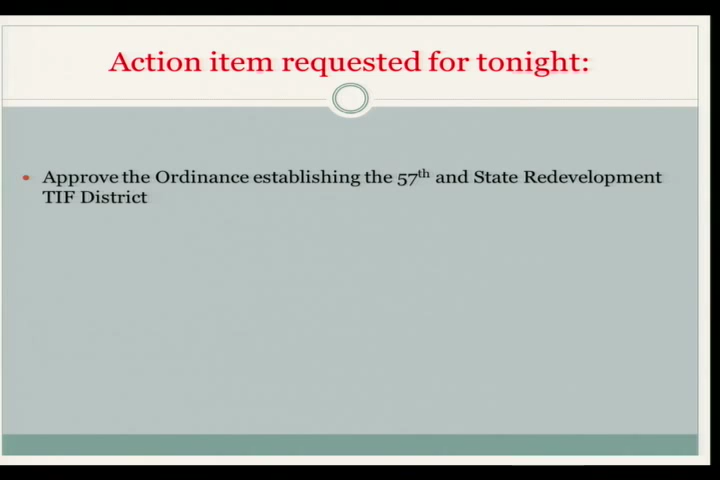 Action item requested for tonight:
Approve the Ordinance establishing the 57th and State Redevelopment
TIF District